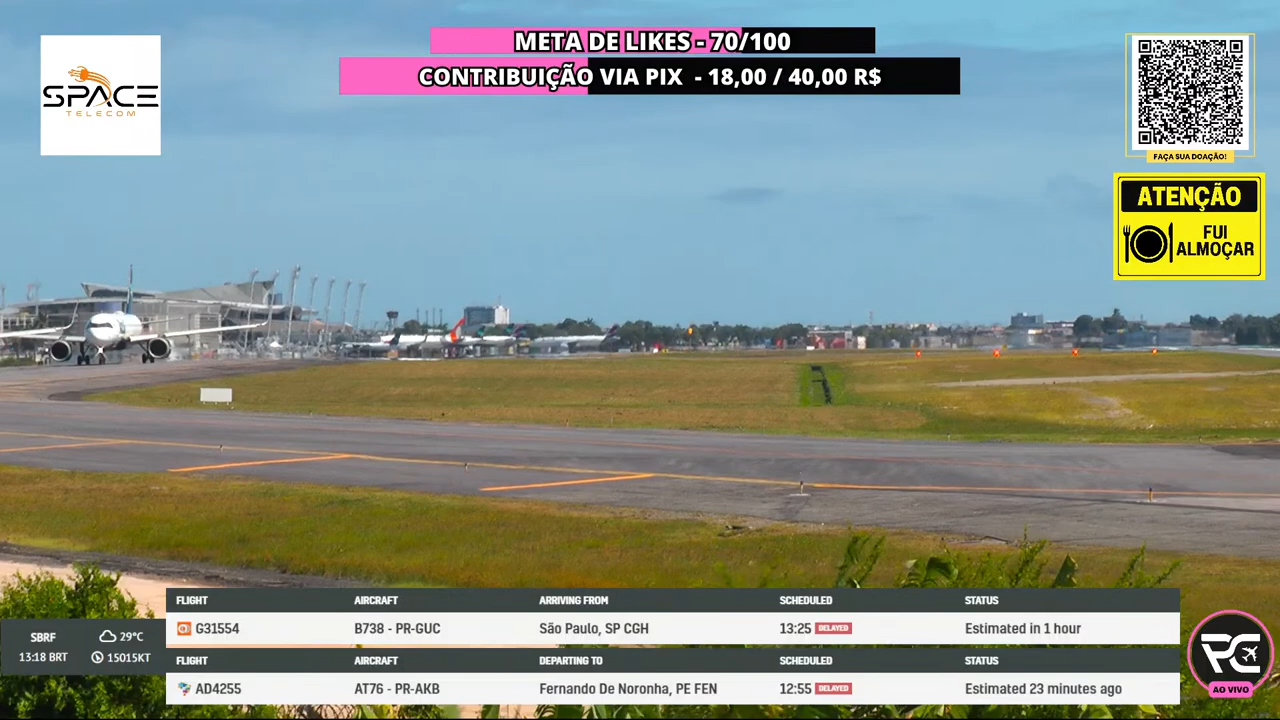 META DE LIKES - 70/100
CONTRIBUIÇÃO VIA PIX - 18,00 / 40,00 R$
SPACE
TELECOM
FAÇA SUA DOAÇÃO!
ATENÇÃO
FUI
ALMOÇAR
FLIGHT AIRCRAFT ARRIVING FROM SCHEDULED STATUS
G31554 B738 - PR-GUC São Paulo, SP CGH 13:25 DELAYED Estimated in 1 hour
SBRF 29°C
13:18 BRT 15015KT
FLIGHT AIRCRAFT DEPARTING TO SCHEDULED STATUS
AD4255 AT76 - PR-AKB Fernando De Noronha, PE FEN 12:55 DELAYED Estimated 23 minutes ago
PC
AO VIVO